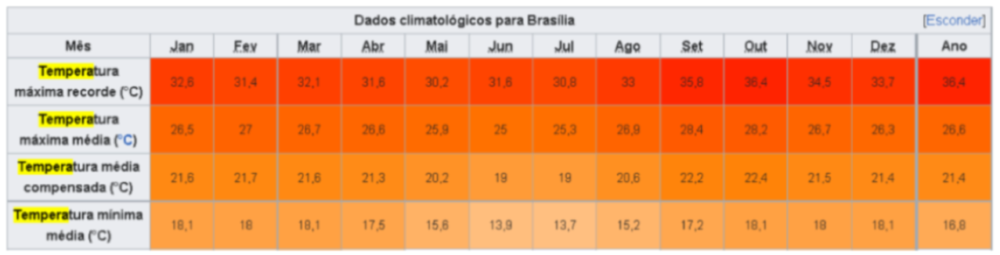 Dados climatológicos para Brasília [Esconder]
Mês Jan Fev Mar Abr Mai Jun Jul Ago Set Out Nov Dez Ano
Temperatura
máxima recorde (°C) 32,6 31,4 32,1 31,6 30,2 31,6 30,8 33 35,8 36,4 34,5 33,7 36,4
Temperatura
máxima média (°C) 26,5 27 26,7 26,6 25,9 25 25,3 26,9 28,4 28,2 26,7 26,3 26,6
Temperatura média
compensada (°C) 21,6 21,7 21,6 21,3 20,2 19 19 20,6 22,2 22,4 21,5 21,4 21,4
Temperatura mínima
média (°C) 18,1 18 18,1 17,5 15,6 13,9 13,7 15,2 17,2 18,1 18 18,1 16,8